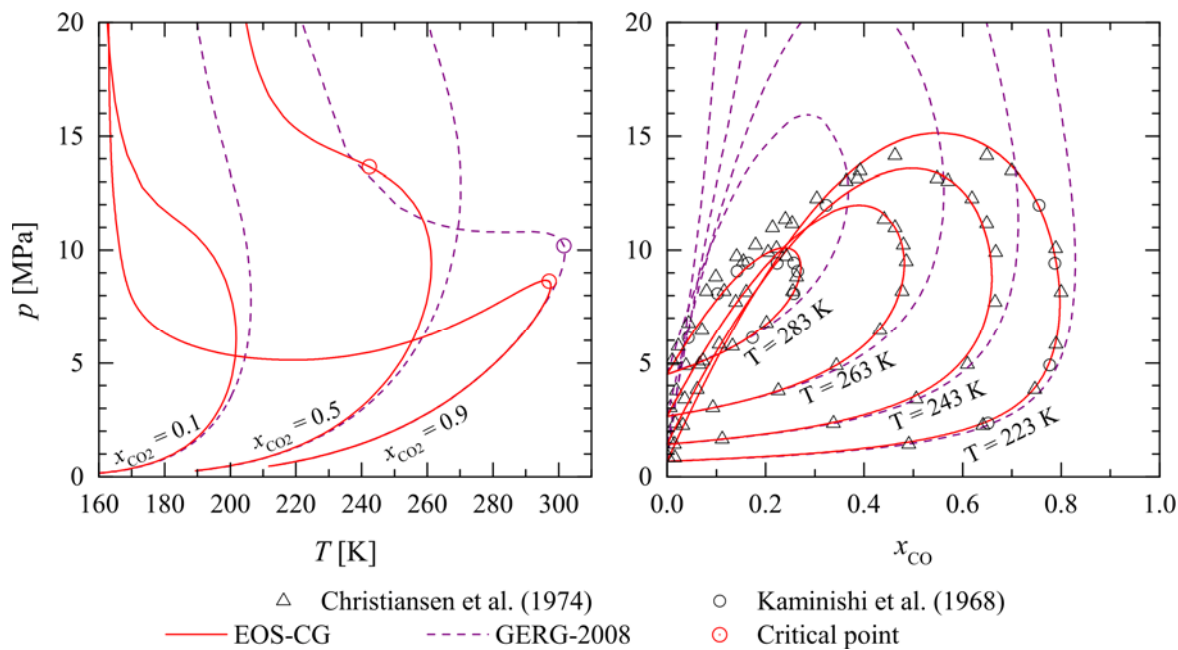 20
15
10
5
0
p [MPa]
160 180 200 220 240 260 280 300
T [K]
xCO2 = 0.1
xCO2 = 0.5
xCO2 = 0.9
20
15
10
5
0
0.0 0.2 0.4 0.6 0.8 1.0
xCO
T = 283 K
T = 263 K
T = 243 K
T = 223 K
Christiansen et al. (1974) Kaminishi et al. (1968)
EOS-CG GERG-2008 Critical point